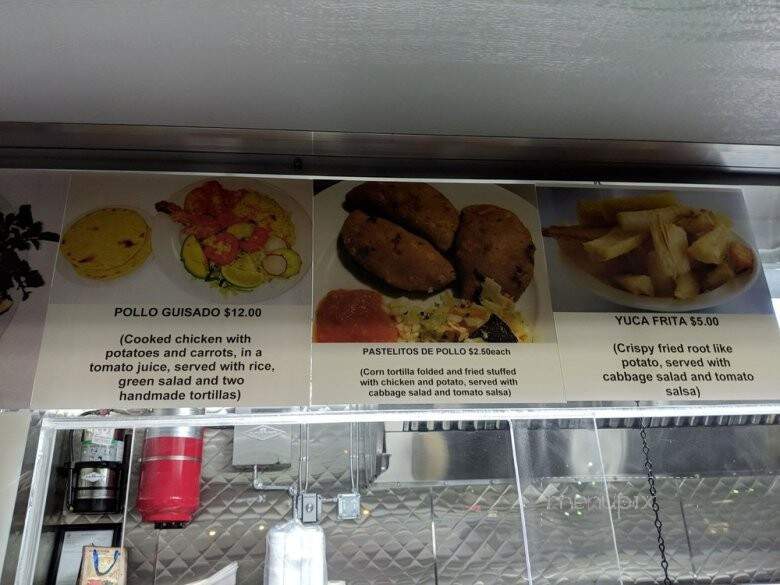 POLLO GUISADO $12.00
(Cooked chicken with
potatoes and carrots, in a
tomato juice, served with rice,
green salad and two
handmade tortillas)
PASTELITOS DE POLLO $2.50each
(Corn tortilla folded and fried stuffed
with chicken and potato, served with
cabbage salad and tomato salsa)
YUCA FRITA $5.00
(Crispy fried root like
potato, served with
cabbage salad and tomato
salsa)
menupix